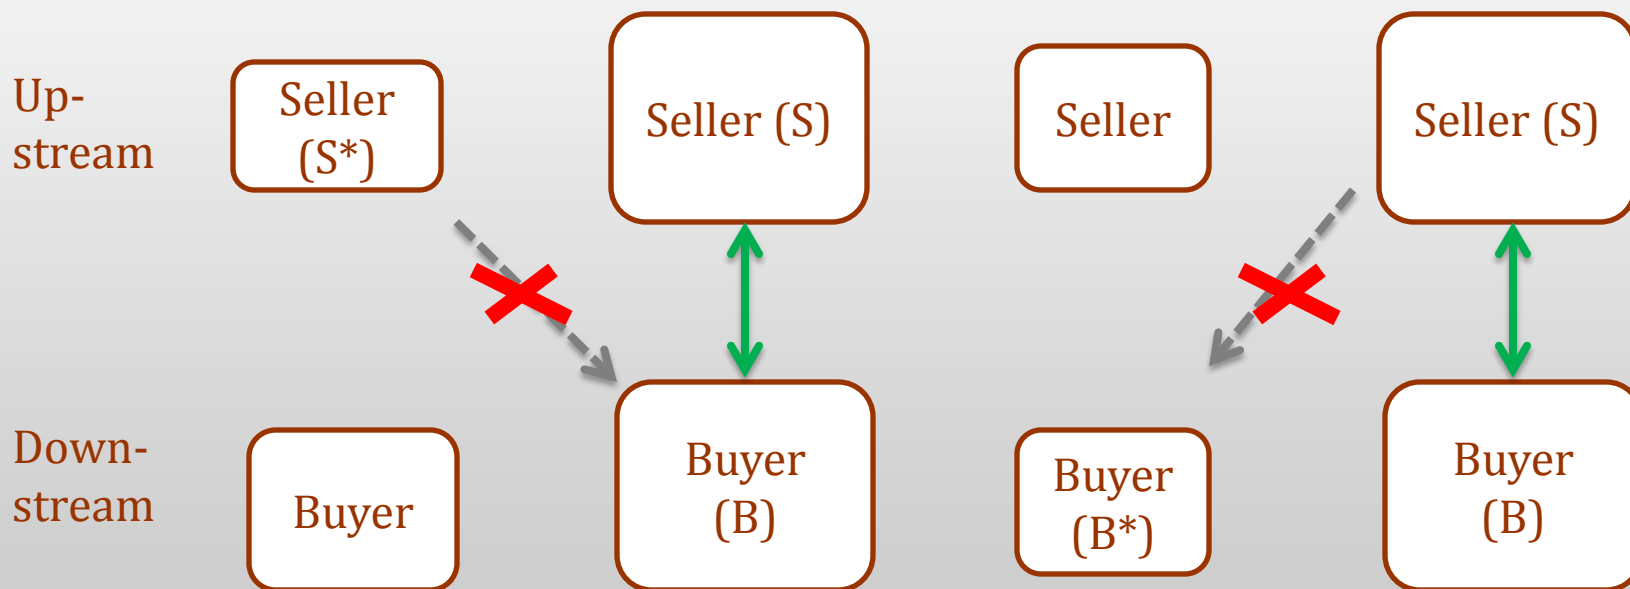 Up-
stream
Seller
(S*)
Seller (S)
Seller
Seller (S)
Down-
stream
Buyer
Buyer
(B)
Buyer
(B*)
Buyer
(B)